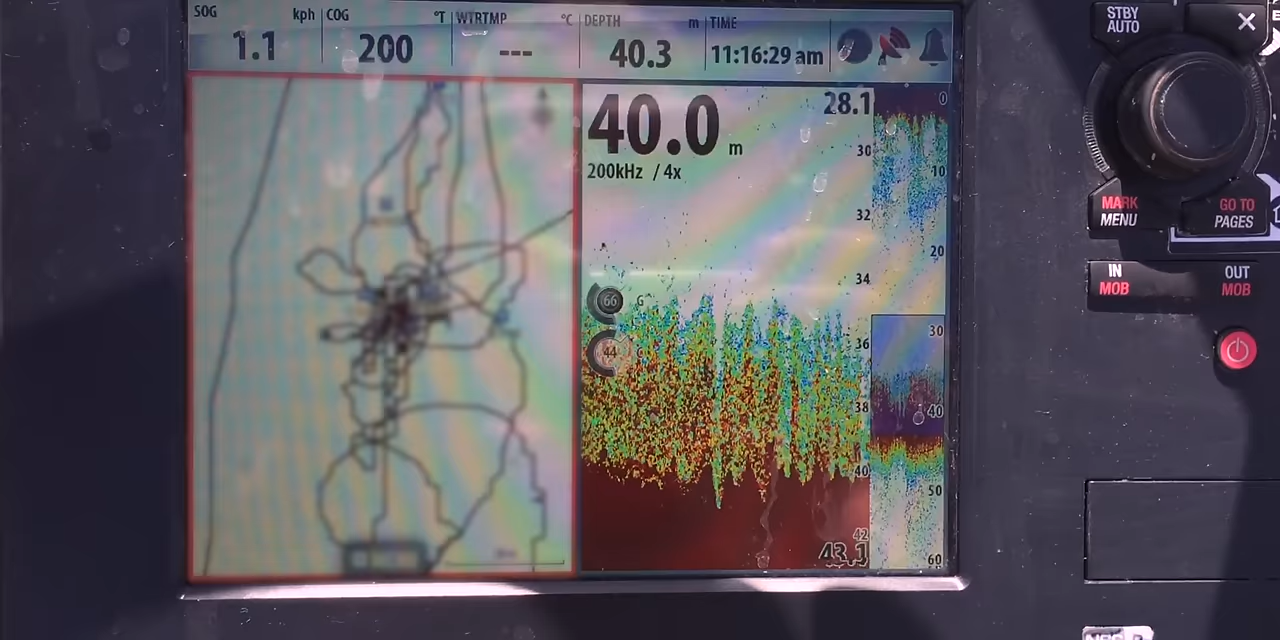 SOG kph COG °T WTRTMP °C DEPTH m TIME
1.1 200 --- 40.3 11:16:29 am
40.0 m
200kHz / 4x
28.1
30
32
34
36
38
40
42
43.1
66 G
44
0
10
20
30
40
50
60
STBY
AUTO
X
MARK
MENU
GO TO
PAGES
IN
MOB
OUT
MOB